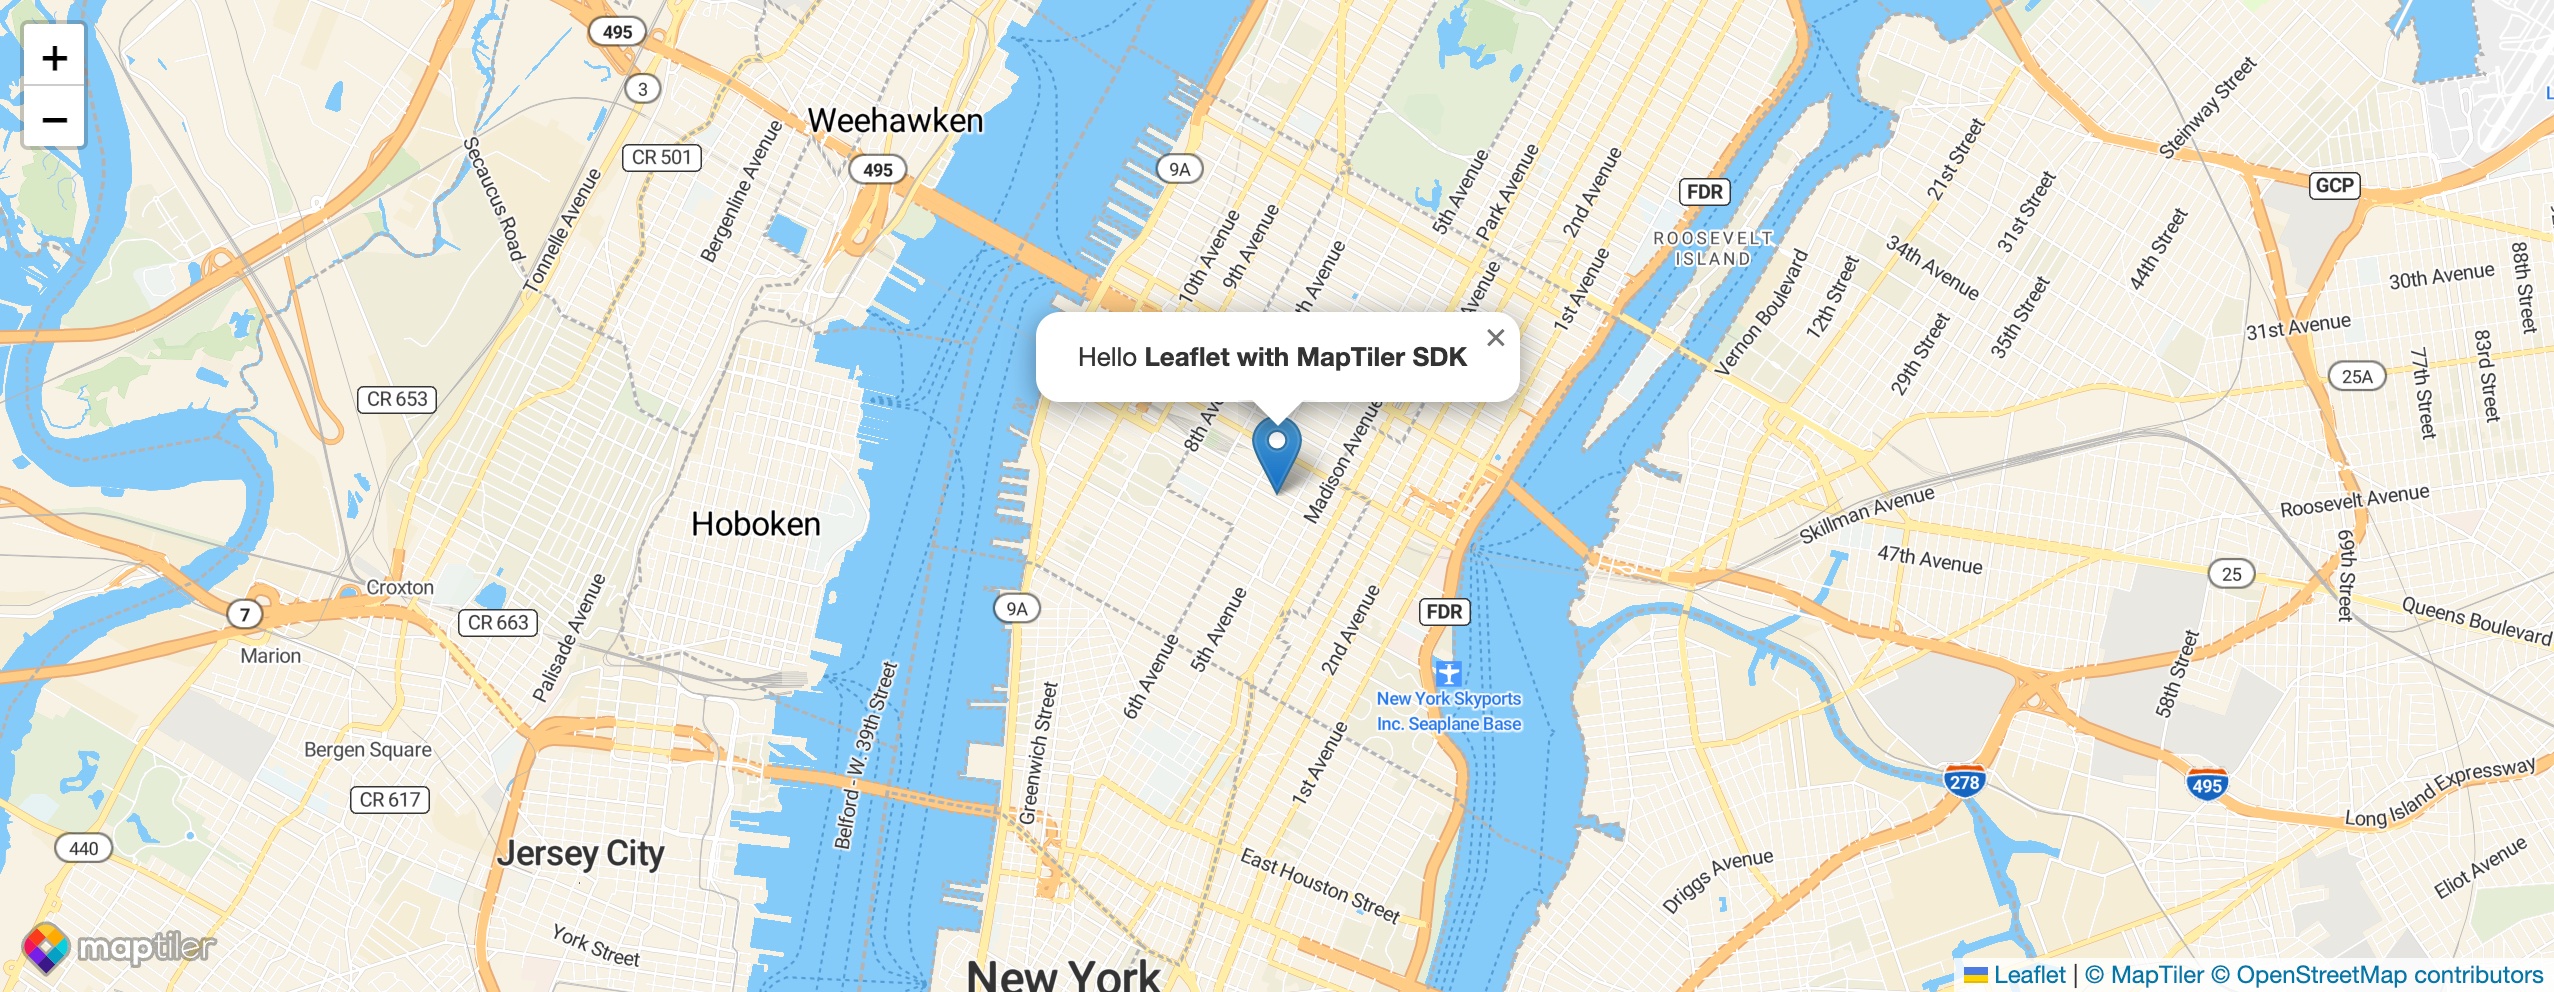 +
−
495
3
Weehawken
CR 501
495
Bergenline Avenue
Secaucus Road
Tonnelle Avenue
9A
5th Avenue
Park Avenue
2nd Avenue
FDR
ROOSEVELT
ISLAND
Steinway Street
GCP
21st Street
31st Street
44th Street
34th Avenue
30th Avenue
88th Street
10th Avenue
9th Avenue
Avenue
1st Avenue
Vernon Boulevard
12th Street
29th Street
35th Street
31st Avenue
25A
77th Street
83rd Street
Hello Leaflet with MapTiler SDK
×
CR 653
8th
Madison Avenue
Hoboken
Skillman Avenue
Roosevelt Avenue
47th Avenue
25
69th Street
Queens Boulevard
Croxton
7
CR 663
Marion
Palisade Avenue
9A
5th Avenue
6th Avenue
2nd Avenue
FDR
New York Skyports
Inc. Seaplane Base
58th Street
Bergen Square
CR 617
Belford - W. 39th Street
Greenwich Street
1st Avenue
278
495
Long Island Expressway
440
Jersey City
East Houston Street
Driggs Avenue
Eliot Avenue
York Street
maptiler
New York
Leaflet | © MapTiler © OpenStreetMap contributors